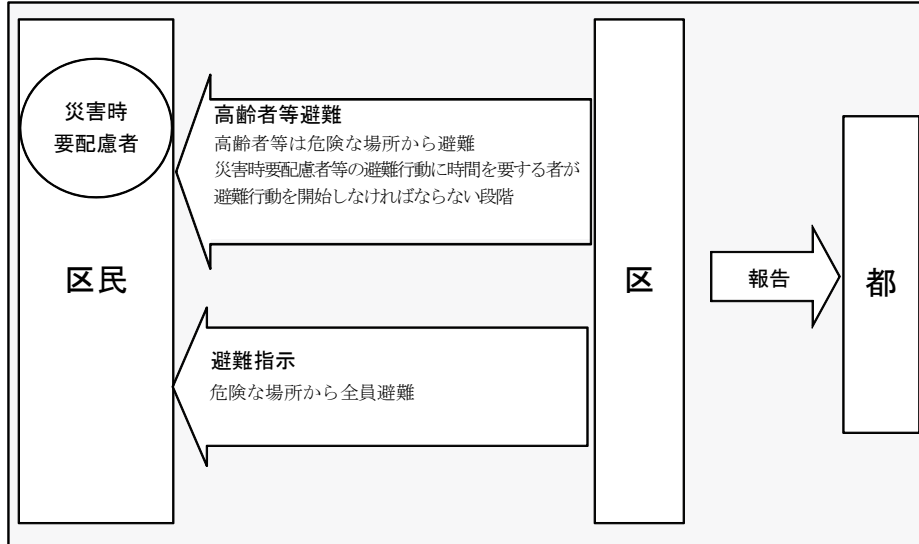 災害時
要配慮者
区民
高齢者等避難
高齢者等は危険な場所から避難
災害時要配慮者等の避難行動に時間を要する者が
避難行動を開始しなければならない段階
避難指示
危険な場所から全員避難
区
報告
都